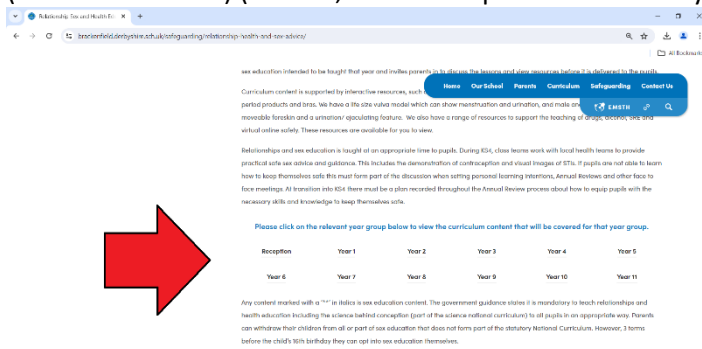 Relationship, Sex and Health Edu
brackenfield.derbyshire.sch.uk/safeguarding/relationship-health-and-sex-advice/
All Bookmarks
sex education intended to be taught that year and invites parents in to discuss the lessons and view resources before it is delivered to the pupils.
Home Our School Parents Curriculum Safeguarding Contact Us
EMSTH
Curriculum content is supported by interactive resources, such
period products and bras. We have a life size vulva model which can show menstruation and urination, and male an
moveable foreskin and a urination/ ejaculating feature. We also have a range of resources to support the teaching of drugs, alcohol, SRE and
virtual online safety. These resources are available for you to view.
Relationships and sex education is taught at an appropriate time to pupils. During KS4, class teams work with local health teams to provide
practical safe sex advice and guidance. This includes the demonstration of contraception and visual images of STIs. If pupils are not able to learn
how to keep themselves safe this must form part of the discussion when setting personal learning intentions, Annual Reviews and other face to
face meetings. At transition into KS4 there must be a plan recorded throughout the Annual Review process about how to equip pupils with the
necessary skills and knowledge to keep themselves safe.
Please click on the relevant year group below to view the curriculum content that will be covered for that year group.
Reception Year 1 Year 2 Year 3 Year 4 Year 5
Year 6 Year 7 Year 8 Year 9 Year 10 Year 11
Any content marked with a "*" in italics is sex education content. The government guidance states it is mandatory to teach relationships and
health education including the science behind conception (part of the science national curriculum) to all pupils in an appropriate way. Parents
can withdraw their children from all or part of sex education that does not form part of the statutory National Curriculum. However, 3 terms
before the child's 16th birthday they can opt into sex education themselves.